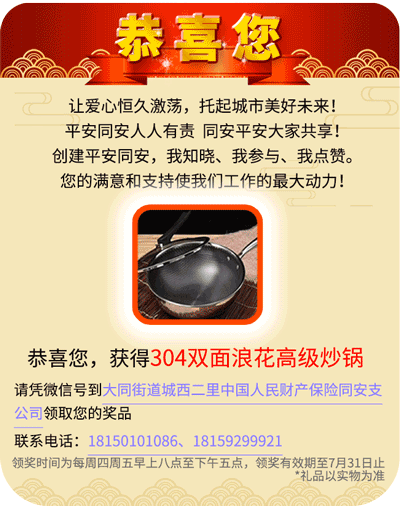 恭喜您
让爱心恒久激荡，托起城市美好未来！
平安同安人人有责 同安平安大家共享！
创建平安同安，我知晓、我参与、我点赞。
您的满意和支持使我们工作的最大动力！
恭喜您，获得304双面浪花高级炒锅
请凭微信号到大同街道城西二里中国人民财产保险同安支
公司领取您的奖品
联系电话：18150101086、18159299921
领奖时间为每周四周五早上八点至下午五点，领奖有效期至7月31日止
*礼品以实物为准